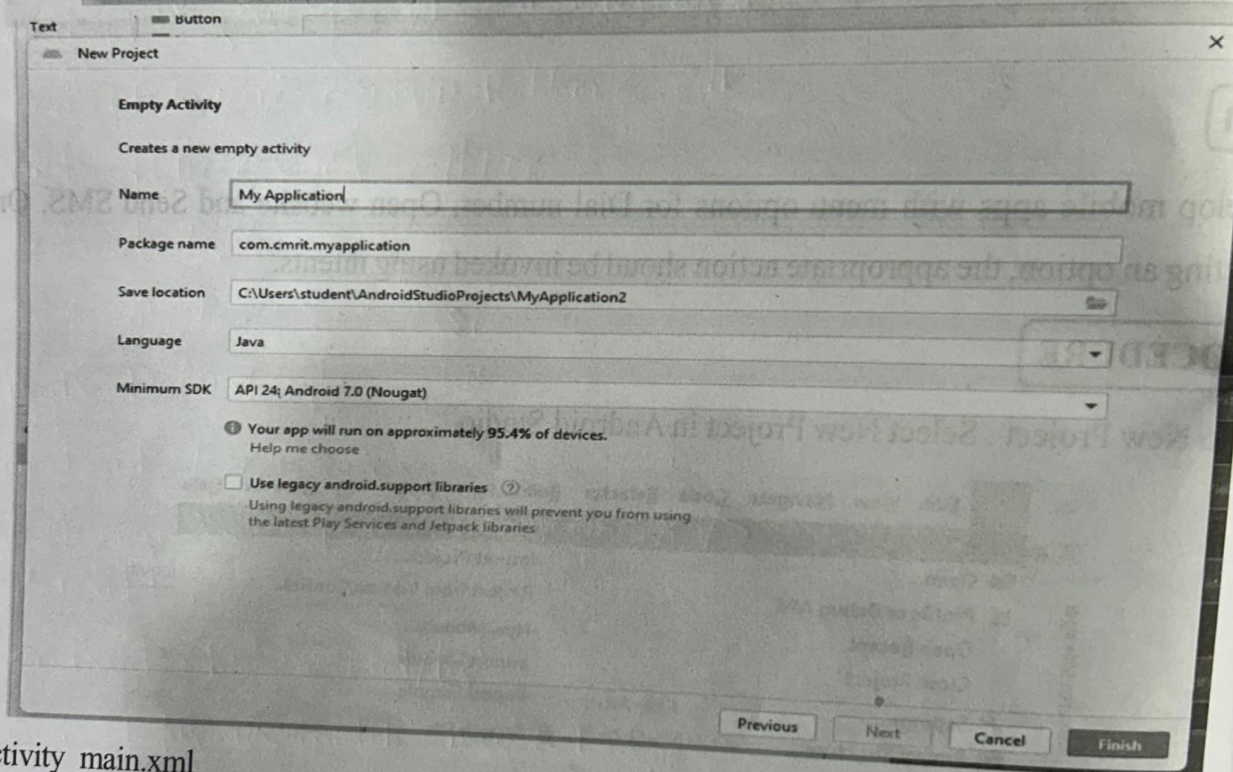 Text
Button
New Project
Empty Activity
Creates a new empty activity
Name My Application
Package name com.cmrit.myapplication
Save location C:\Users\student\AndroidStudioProjects\MyApplication2
Language Java
Minimum SDK API 24; Android 7.0 (Nougat)
Your app will run on approximately 95.4% of devices.
Help me choose
Use legacy android.support libraries
Using legacy android.support libraries will prevent you from using
the latest Play Services and Jetpack libraries
Previous Next Cancel Finish
ctivity_main.xml